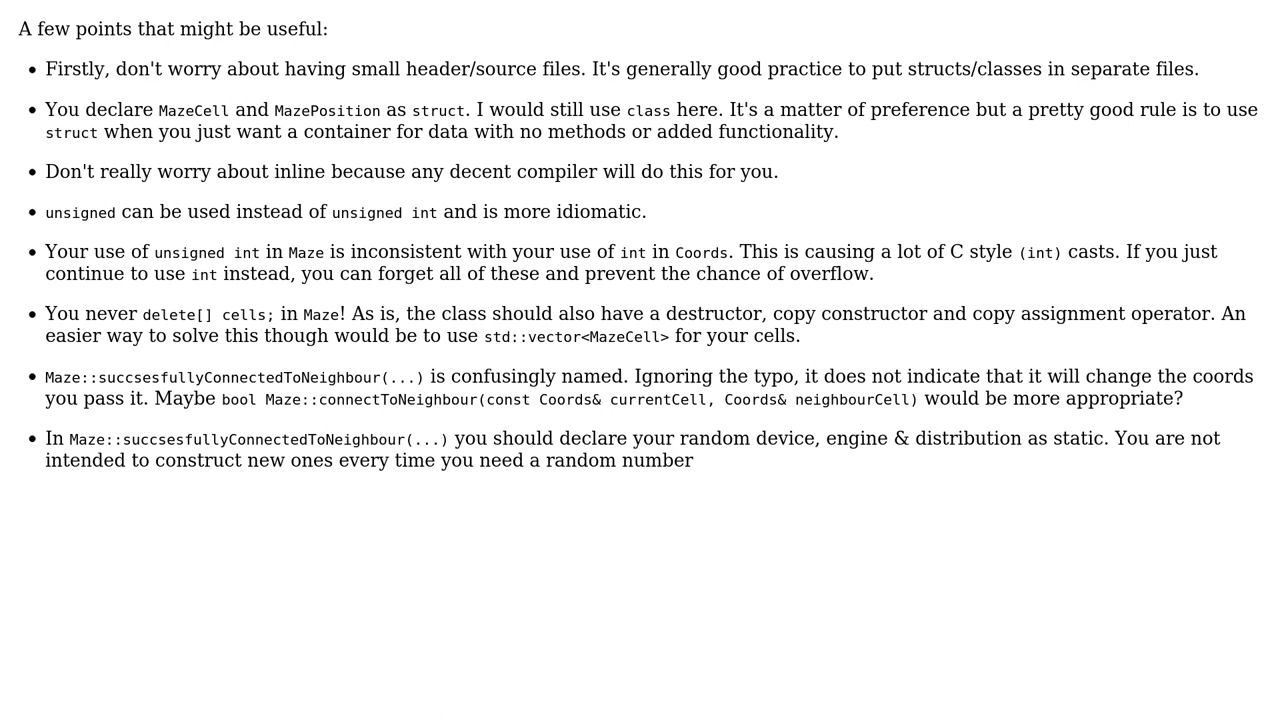 A few points that might be useful:
• Firstly, don't worry about having small header/source files. It's generally good practice to put structs/classes in separate files.
• You declare MazeCell and MazePosition as struct. I would still use class here. It's a matter of preference but a pretty good rule is to use
struct when you just want a container for data with no methods or added functionality.
• Don't really worry about inline because any decent compiler will do this for you.
• unsigned can be used instead of unsigned int and is more idiomatic.
• Your use of unsigned int in Maze is inconsistent with your use of int in Coords. This is causing a lot of C style (int) casts. If you just
continue to use int instead, you can forget all of these and prevent the chance of overflow.
• You never delete[] cells; in Maze! As is, the class should also have a destructor, copy constructor and copy assignment operator. An
easier way to solve this though would be to use std::vector<MazeCell> for your cells.
• Maze::succsesfullyConnectedToNeighbour(...) is confusingly named. Ignoring the typo, it does not indicate that it will change the coords
you pass it. Maybe bool Maze::connectToNeighbour(const Coords& currentCell, Coords& neighbourCell) would be more appropriate?
• In Maze::succsesfullyConnectedToNeighbour(...) you should declare your random device, engine & distribution as static. You are not
intended to construct new ones every time you need a random number